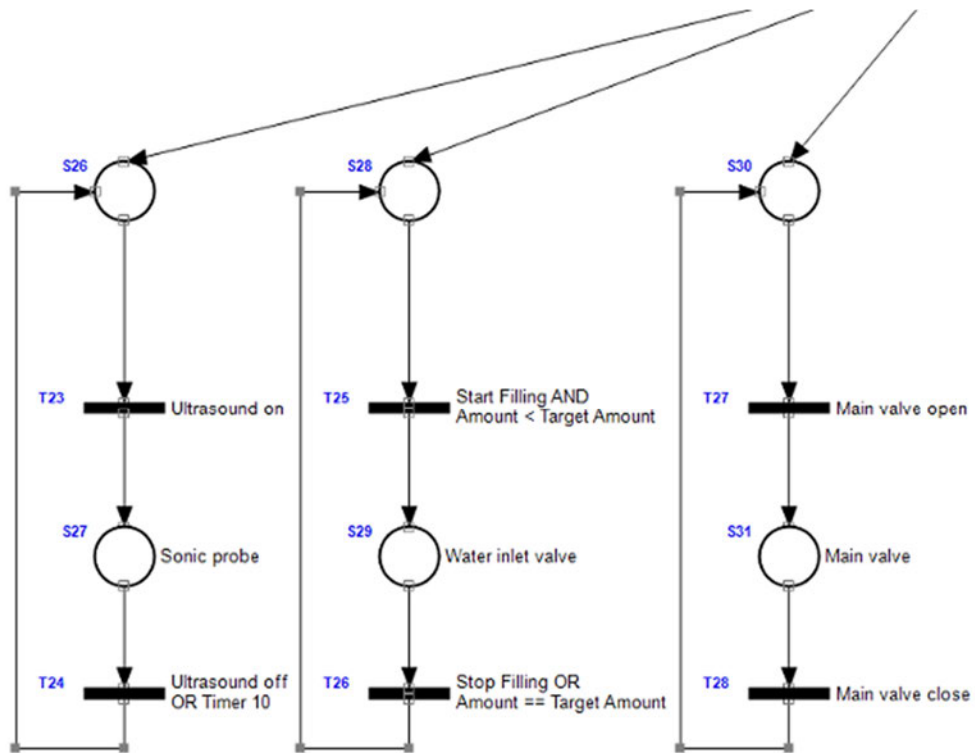 S26
S28
S30
T23
Ultrasound on
T25
Start Filling AND
Amount < Target Amount
T27
Main valve open
S27
Sonic probe
S29
Water inlet valve
S31
Main valve
T24
Ultrasound off
OR Timer 10
T26
Stop Filling OR
Amount == Target Amount
T28
Main valve close